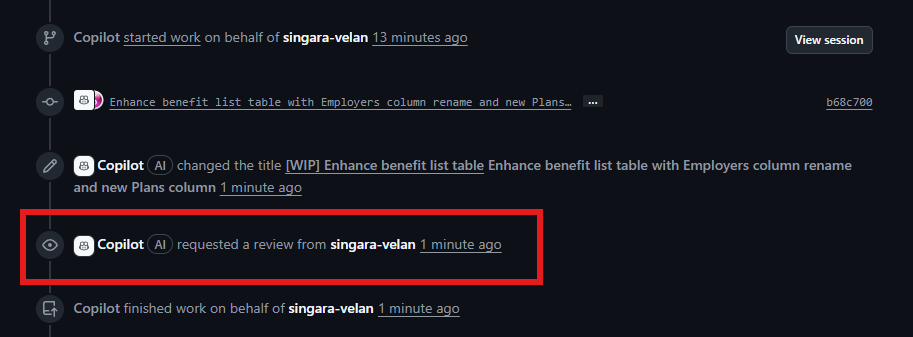 Copilot started work on behalf of singara-velan 13 minutes ago
View session
Enhance benefit list table with Employers column rename and new Plans… ...
b68c700
Copilot AI changed the title [WIP] Enhance benefit list table Enhance benefit list table with Employers column rename
and new Plans column 1 minute ago
Copilot AI requested a review from singara-velan 1 minute ago
Copilot finished work on behalf of singara-velan 1 minute ago